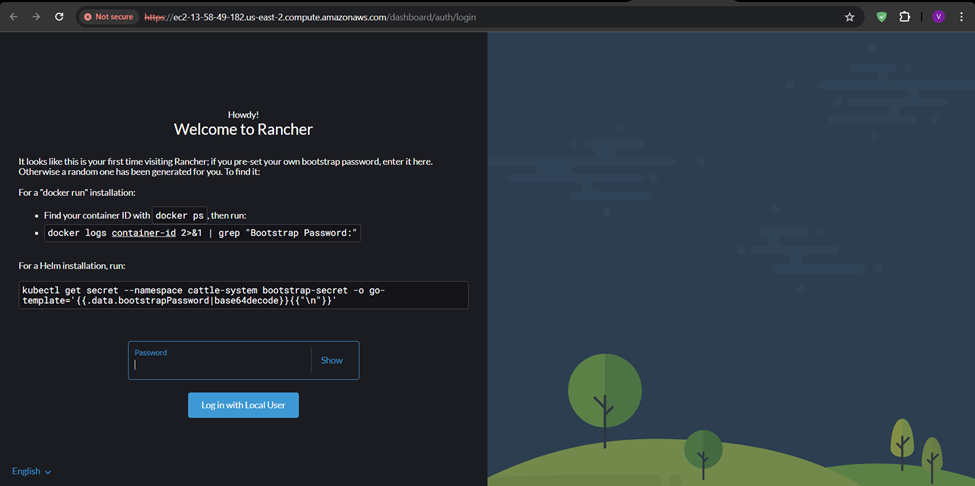 Not secure https://ec2-13-58-49-182.us-east-2.compute.amazonaws.com/dashboard/auth/login V
Howdy!
Welcome to Rancher
It looks like this is your first time visiting Rancher; if you pre-set your own bootstrap password, enter it here.
Otherwise a random one has been generated for you. To find it:
For a "docker run" installation:
• Find your container ID with docker ps, then run:
• docker logs container-id 2>&1 | grep "Bootstrap Password:"
For a Helm installation, run:
kubectl get secret --namespace cattle-system bootstrap-secret -o go-
template='{{.data.bootstrapPassword|base64decode}}{{"\n"}}'
Password
Show
Log in with Local User
English